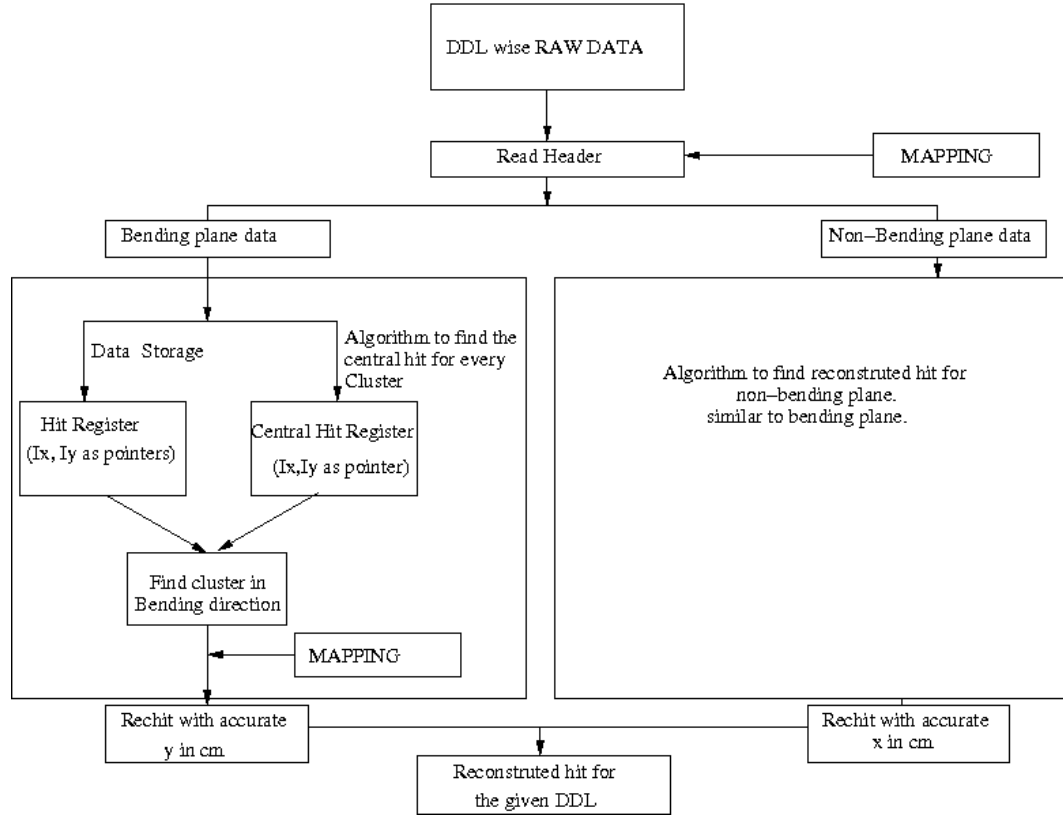 DDL wise RAW DATA
Read Header
MAPPING
Bending plane data
Non–Bending plane data
Data Storage
Algorithm to find the
central hit for every
Cluster
Hit Register
(Ix, Iy as pointers)
Central Hit Register
(Ix,Iy as pointer)
Find cluster in
Bending direction
MAPPING
Algorithm to find reconstruted hit for
non–bending plane.
similar to bending plane.
Rechit with accurate
y in cm
Rechit with accurate
x in cm
Reconstruted hit for
the given DDL